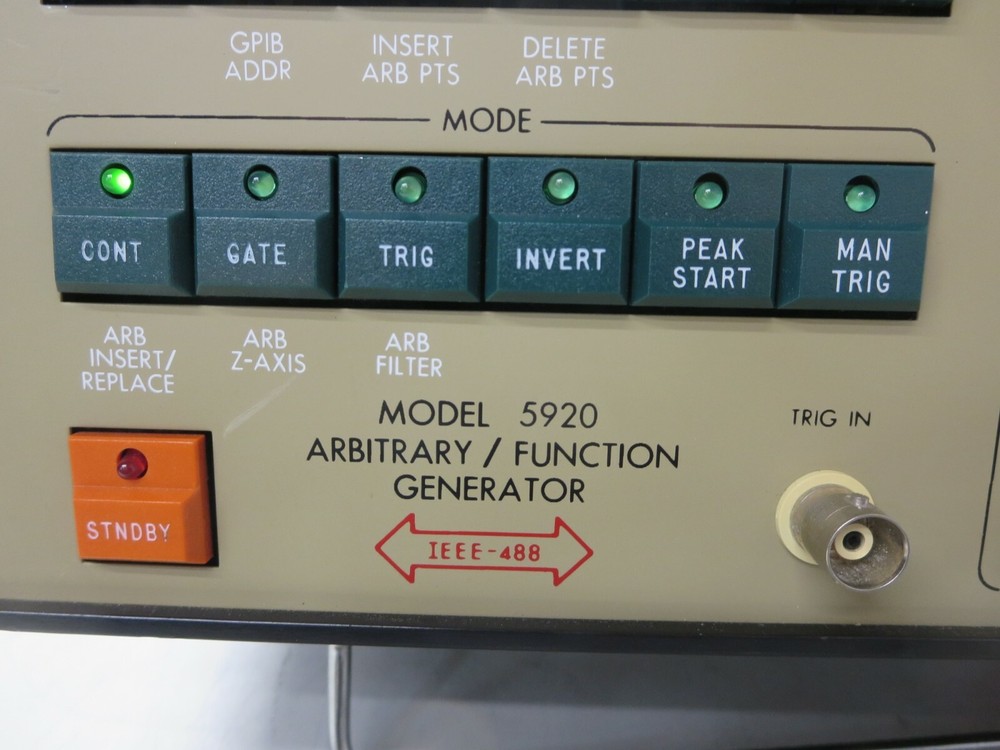 GPIB
ADDR
INSERT
ARB PTS
DELETE
ARB PTS
MODE
CONT
GATE
TRIG
INVERT
PEAK
START
MAN
TRIG
ARB
INSERT/
REPLACE
ARB
Z-AXIS
ARB
FILTER
MODEL 5920
ARBITRARY / FUNCTION
GENERATOR
TRIG IN
STNDBY
IEEE-488